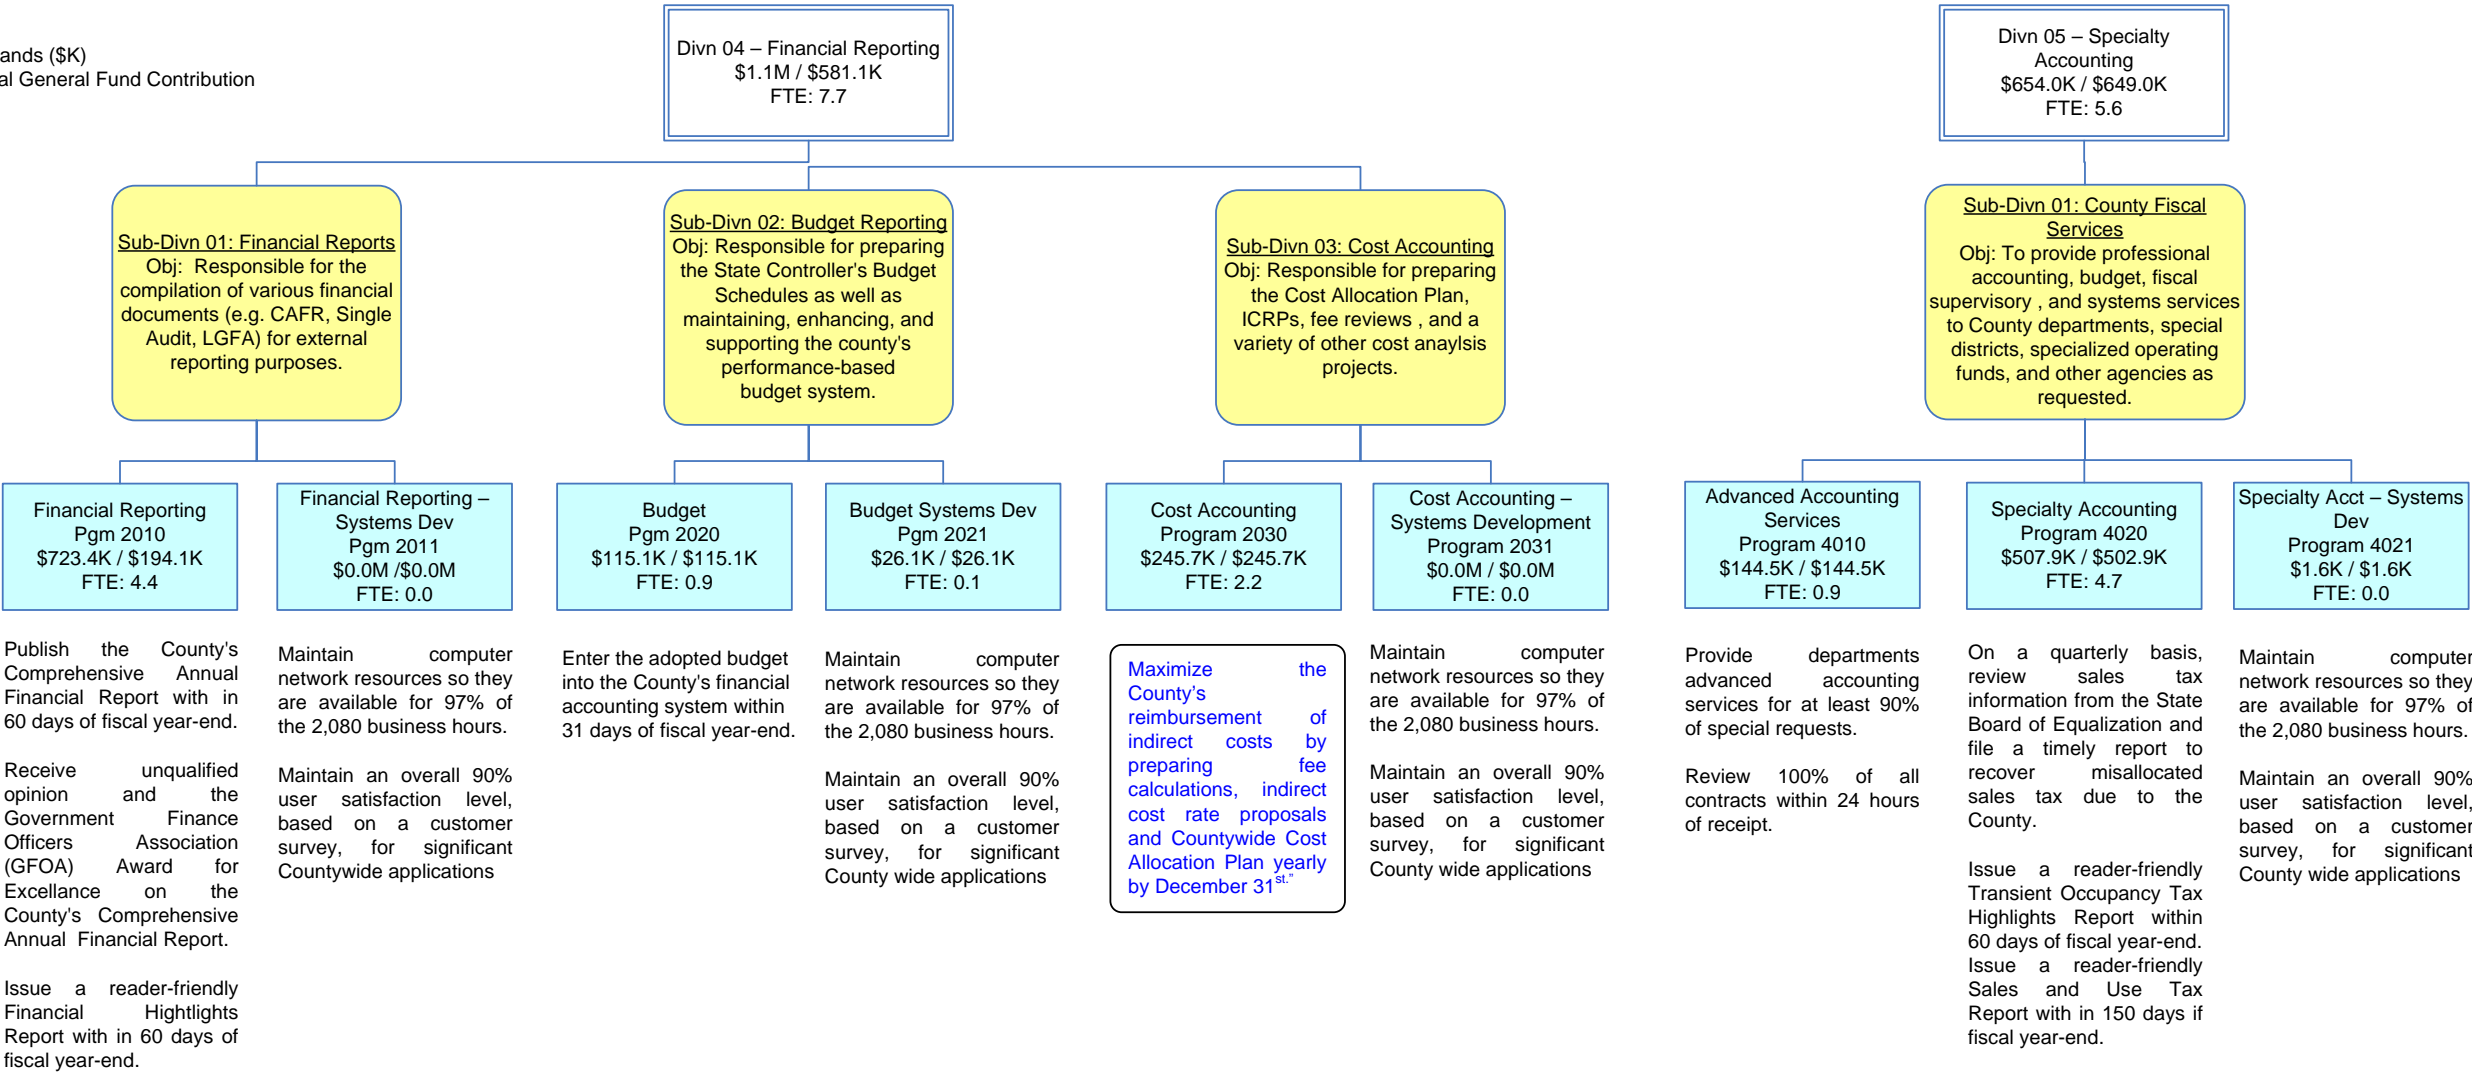 ands ($K)
al General Fund Contribution
Divn 04 – Financial Reporting
$1.1M / $581.1K
FTE: 7.7
Divn 05 – Specialty
Accounting
$654.0K / $649.0K
FTE: 5.6
Sub-Divn 01: Financial Reports
Obj:  Responsible for the
compilation of various financial
documents (e.g. CAFR, Single
Audit, LGFA) for external
reporting purposes.
Sub-Divn 02: Budget Reporting
Obj: Responsible for preparing
the State Controller's Budget
Schedules as well as
maintaining, enhancing, and
supporting the county's
performance-based
budget system.
Sub-Divn 03: Cost Accounting
Obj: Responsible for preparing
the Cost Allocation Plan,
ICRPs, fee reviews , and a
variety of other cost anaylsis
projects.
Sub-Divn 01: County Fiscal
Services
Obj: To provide professional
accounting, budget, fiscal
supervisory , and systems services
to County departments, special
districts, specialized operating
funds, and other agencies as
requested.
Financial Reporting
Pgm 2010
$723.4K / $194.1K
FTE: 4.4
Financial Reporting –
Systems Dev
Pgm 2011
$0.0M /$0.0M
FTE: 0.0
Budget
Pgm 2020
$115.1K / $115.1K
FTE: 0.9
Budget Systems Dev
Pgm 2021
$26.1K / $26.1K
FTE: 0.1
Cost Accounting
Program 2030
$245.7K / $245.7K
FTE: 2.2
Cost Accounting –
Systems Development
Program 2031
$0.0M / $0.0M
FTE: 0.0
Advanced Accounting
Services
Program 4010
$144.5K / $144.5K
FTE: 0.9
Specialty Accounting
Program 4020
$507.9K / $502.9K
FTE: 4.7
Specialty Acct – Systems
Dev
Program 4021
$1.6K / $1.6K
FTE: 0.0
Publish the County's
Comprehensive Annual
Financial Report with in
60 days of fiscal year-end.
Receive unqualified
opinion and the
Government Finance
Officers Association
(GFOA) Award for
Excellance on the
County's Comprehensive
Annual  Financial Report.
Issue a reader-friendly
Financial Hightlights
Report with in 60 days of
fiscal year-end.
Maintain computer
network resources so they
are available for 97% of
the 2,080 business hours.
Maintain an overall 90%
user satisfaction level,
based on a customer
survey, for significant
Countywide applications
Enter the adopted budget
into the County's financial
accounting system within
31 days of fiscal year-end.
Maintain computer
network resources so they
are available for 97% of
the 2,080 business hours.
Maintain an overall 90%
user satisfaction level,
based on a customer
survey, for significant
County wide applications
Maximize the
County's
reimbursement of
indirect costs by
preparing fee
calculations, indirect
cost rate proposals
and Countywide Cost
Allocation Plan yearly
by December 31st."
Maintain computer
network resources so they
are available for 97% of
the 2,080 business hours.
Maintain an overall 90%
user satisfaction level,
based on a customer
survey, for significant
County wide applications
Provide departments
advanced accounting
services for at least 90%
of special requests.
Review 100% of all
contracts within 24 hours
of receipt.
On a quarterly basis,
review sales tax
information from the State
Board of Equalization and
file a timely report to
recover misallocated
sales tax due to the
County.
Issue a reader-friendly
Transient Occupancy Tax
Highlights Report within
60 days of fiscal year-end.
Issue a reader-friendly
Sales and Use Tax
Report with in 150 days if
fiscal year-end.
Maintain computer
network resources so they
are available for 97% of
the 2,080 business hours.
Maintain an overall 90%
user satisfaction level,
based on a customer
survey, for significant
County wide applications